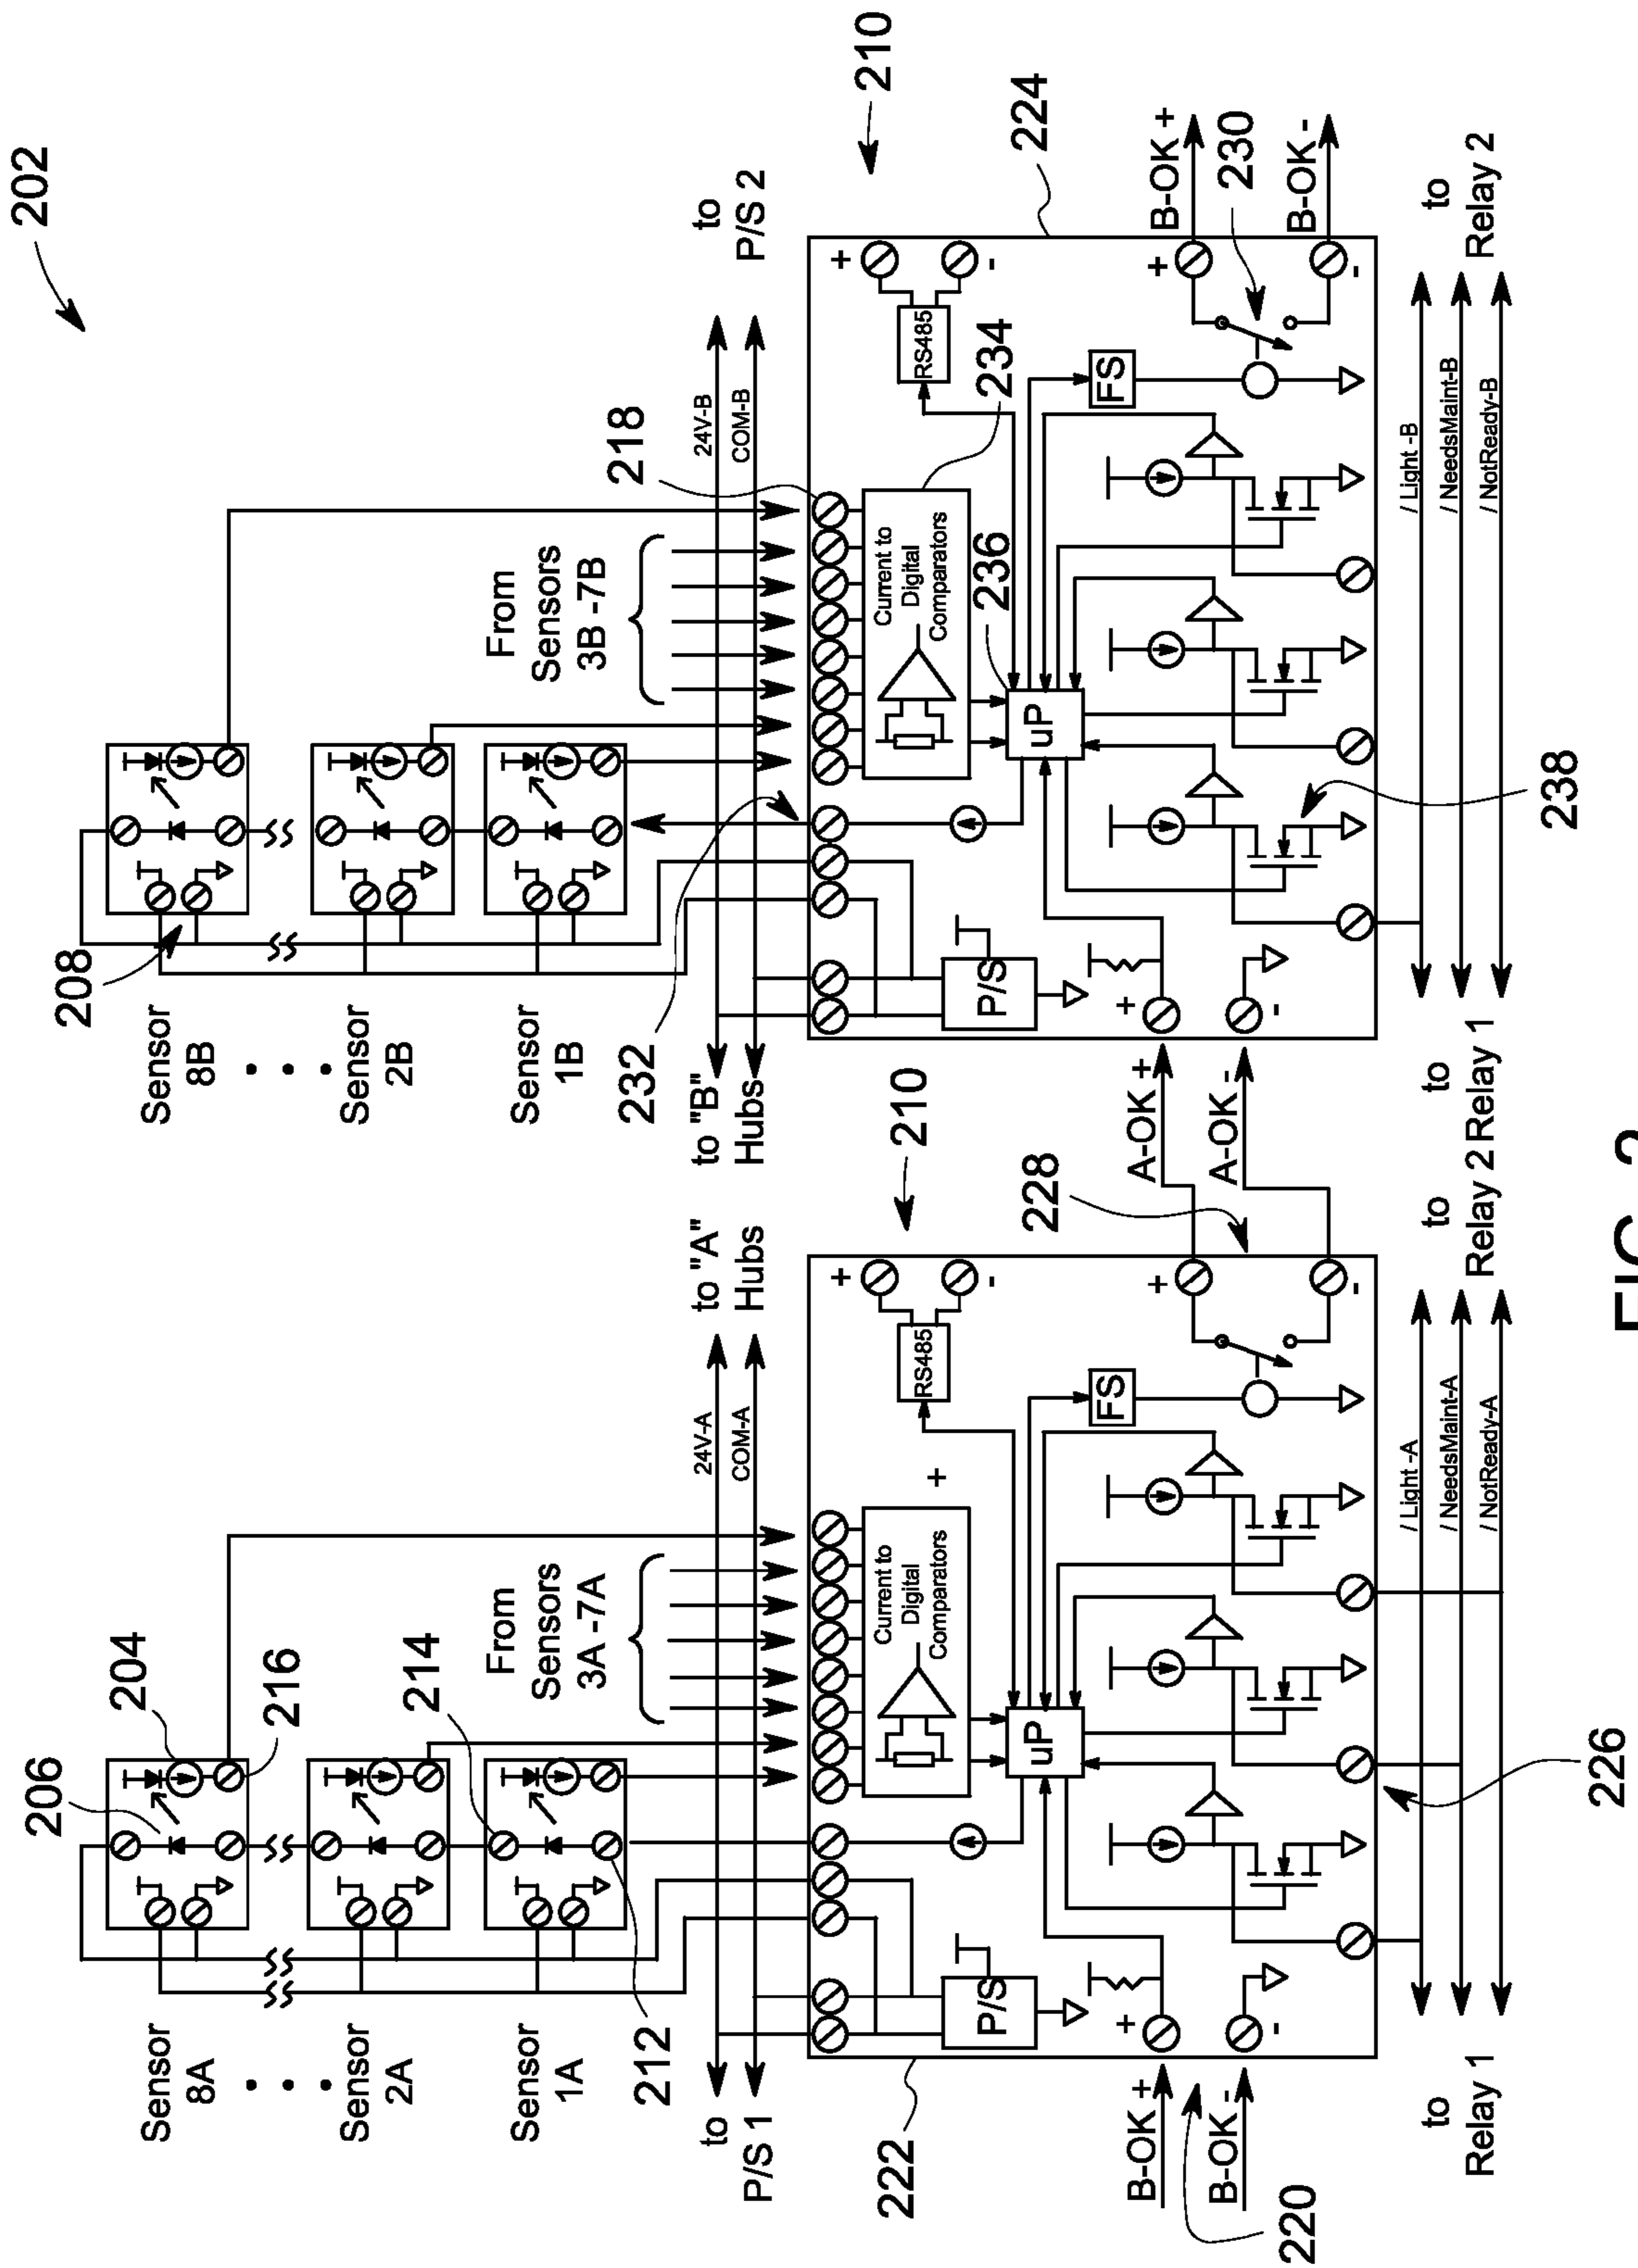 202
206
204
208
Sensor
8A
216
Sensor
8B
Sensor
2A
214
Sensor
2B
Sensor
1A
From
Sensors
3A -7A
Sensor
1B
From
Sensors
3B -7B
212
232
218
to
P/S 1
24V-A
COM-A
to "A"
Hubs
to "B"
Hubs
24V-B
COM-B
to
P/S 2
222
210
210
Current to
Digital
Comparators
+
-
RS485
+
Current to
Digital
Comparators
+
-
RS485
234
236
224
P/S
uP
FS
P/S
uP
FS
228
B-OK +
B-OK -
220
+
-
+
-
A-OK +
A-OK -
+
-
+
-
B-OK +
230
B-OK -
226
238
to
Relay 1
/ Light -A
/ NeedsMaint-A
/ NotReady-A
to
Relay 2
to
Relay 1
/ Light -B
/ NeedsMaint-B
/ NotReady-B
to
Relay 2